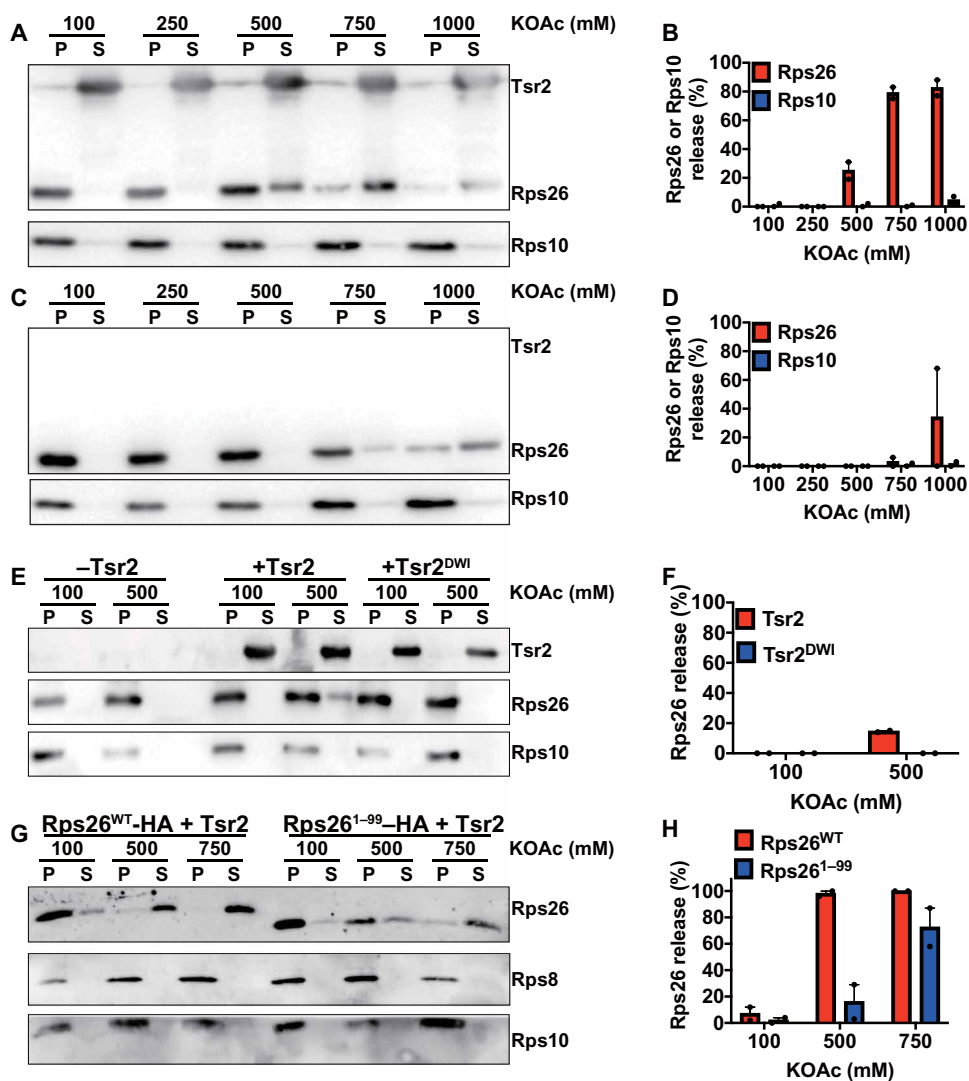 A
100 250 500 750 1000 KOAc (mM)
P S P S P S P S P S
Tsr2
Rps26
Rps10
B
Rps26
Rps10
Rps26 or Rps10
release (%)
100
80
60
40
20
0
100 250 500 750 1000
KOAc (mM)
C
100 250 500 750 1000 KOAc (mM)
P S P S P S P S P S
Tsr2
Rps26
Rps10
D
Rps26
Rps10
Rps26 or Rps10
release (%)
100
80
60
40
20
0
100 250 500 750 1000
KOAc (mM)
E
–Tsr2 +Tsr2 +Tsr2DWI
100 500 100 500 100 500 KOAc (mM)
P S P S P S P S P S P S
Tsr2
Rps26
Rps10
F
Tsr2
Tsr2DWI
Rps26 release (%)
100
80
60
40
20
0
100 500
KOAc (mM)
G
Rps26WT-HA + Tsr2 Rps261–99–HA + Tsr2
100 500 750 100 500 750 KOAc (mM)
P S P S P S P S P S P S
Rps26
Rps8
Rps10
H
Rps26WT
Rps261–99
Rps26 release (%)
100
80
60
40
20
0
100 500 750
KOAc (mM)